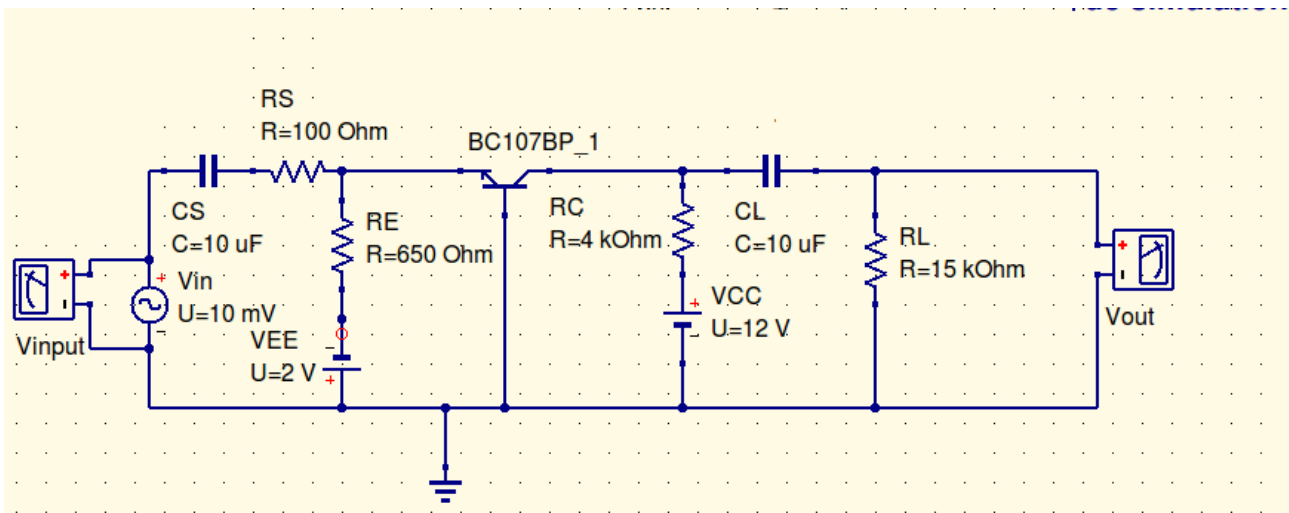 RS
R=100 Ohm
BC107BP_1
CS
C=10 uF
RE
R=650 Ohm
RC
R=4 kOhm
CL
C=10 uF
RL
R=15 kOhm
+
-
Vinput
+
Vin
U=10 mV
-
VEE
U=2 V
-
+
VCC
U=12 V
+
-
+
-
Vout